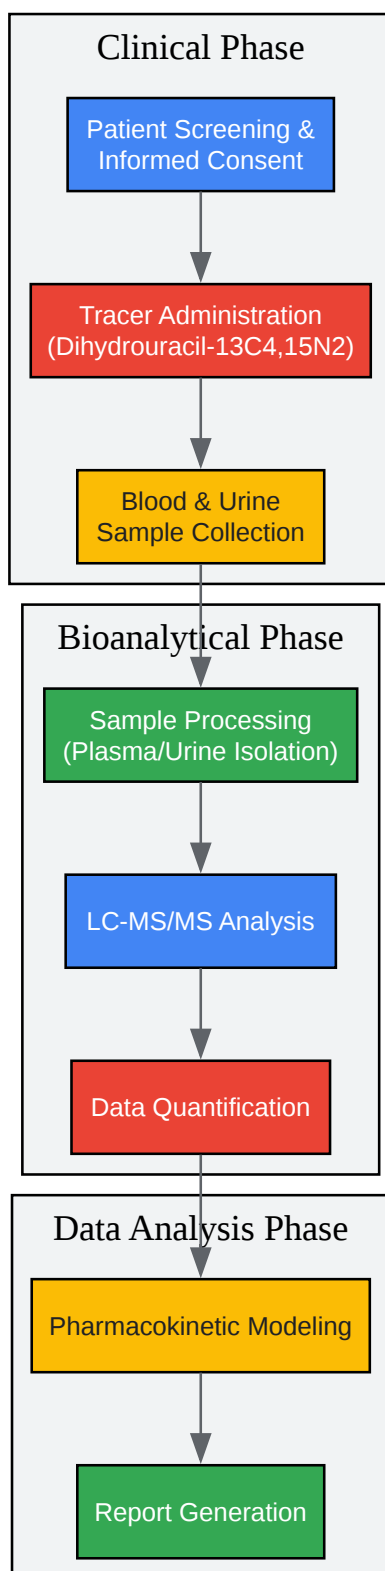 Clinical Phase
Patient Screening &
Informed Consent
Tracer Administration
(Dihydrouracil-13C4,15N2)
Blood & Urine
Sample Collection
Bioanalytical Phase
Sample Processing
(Plasma/Urine Isolation)
LC-MS/MS Analysis
Data Quantification
Data Analysis Phase
Pharmacokinetic Modeling
Report Generation